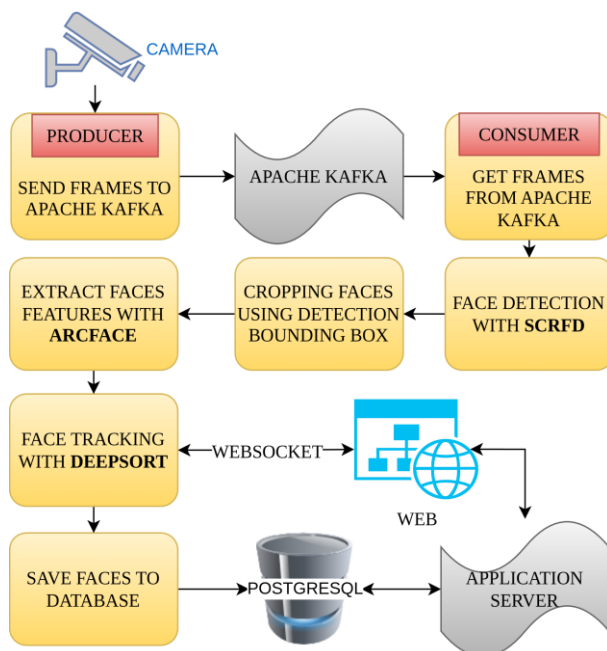 CAMERA
PRODUCER
SEND FRAMES TO
APACHE KAFKA
APACHE KAFKA
CONSUMER
GET FRAMES
FROM APACHE
KAFKA
EXTRACT FACES
FEATURES WITH
ARCFACE
CROPPING FACES
USING DETECTION
BOUNDING BOX
FACE DETECTION
WITH SCRFD
FACE TRACKING
WITH DEEPSORT
WEBSOCKET
WEB
SAVE FACES TO
DATABASE
POSTGRESQL
APPLICATION
SERVER